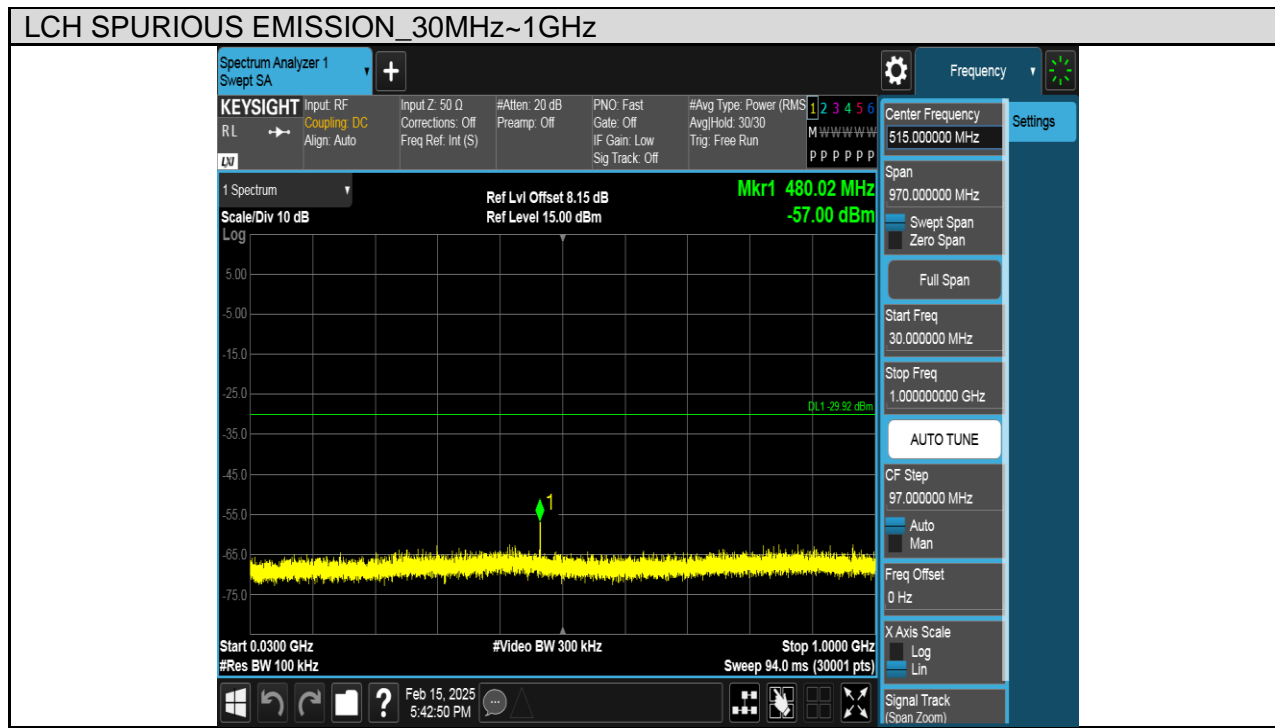 LCH SPURIOUS EMISSION_30MHz~1GHz
Spectrum Analyzer 1
Swept SA
+
Frequency
KEYSIGHT
RL
LXI
Input: RF
Coupling: DC
Align: Auto
Input Z: 50 Ω
Corrections: Off
Freq Ref: Int (S)
#Atten: 20 dB
Preamp: Off
PNO: Fast
Gate: Off
IF Gain: Low
Sig Track: Off
#Avg Type: Power (RMS
Avg|Hold: 30/30
Trig: Free Run
1 2 3 4 5 6
M W W W W W
P P P P P P
1 Spectrum
Scale/Div 10 dB
Ref Lvl Offset 8.15 dB
Ref Level 15.00 dBm
Mkr1 480.02 MHz
-57.00 dBm
Log
5.00
-5.00
-15.0
-25.0
DL1 -29.92 dBm
-35.0
-45.0
1
-55.0
-65.0
-75.0
Start 0.0300 GHz
#Res BW 100 kHz
#Video BW 300 kHz
Stop 1.0000 GHz
Sweep 94.0 ms (30001 pts)
?
Feb 15, 2025
5:42:50 PM
Center Frequency
515.000000 MHz
Settings
Span
970.000000 MHz
Swept Span
Zero Span
Full Span
Start Freq
30.000000 MHz
Stop Freq
1.000000000 GHz
AUTO TUNE
CF Step
97.000000 MHz
Auto
Man
Freq Offset
0 Hz
X Axis Scale
Log
Lin
Signal Track
(Span Zoom)